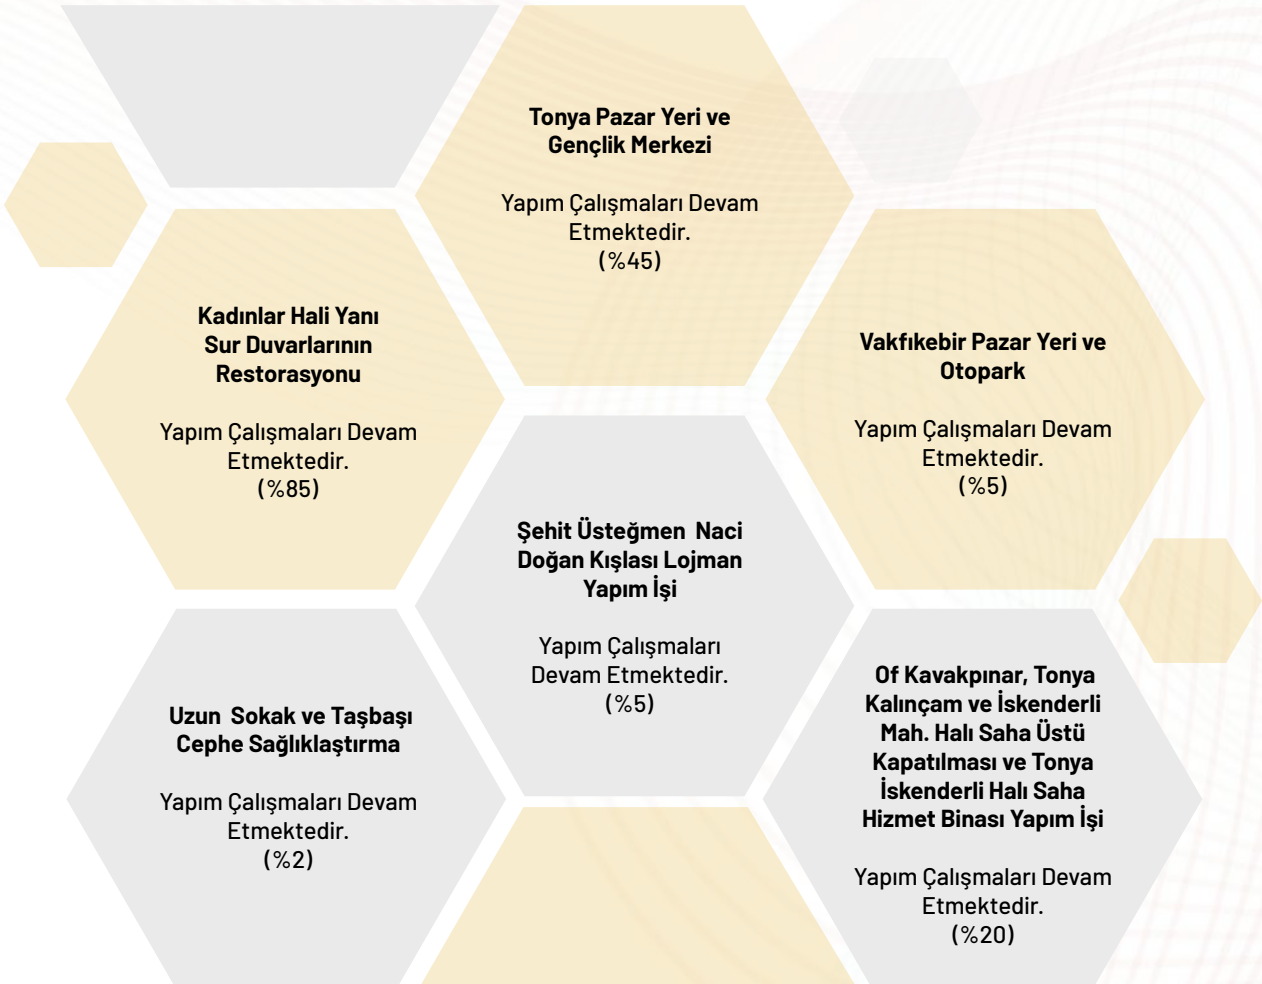 Tonya Pazar Yeri ve
Gençlik Merkezi
Yapım Çalışmaları Devam
Etmektedir.
(%45)
Kadınlar Hali Yanı
Sur Duvarlarının
Restorasyonu
Yapım Çalışmaları Devam
Etmektedir.
(%85)
Vakfıkebir Pazar Yeri ve
Otopark
Yapım Çalışmaları Devam
Etmektedir.
(%5)
Şehit Üsteğmen Naci
Doğan Kışlası Lojman
Yapım İşi
Yapım Çalışmaları
Devam Etmektedir.
(%5)
Uzun Sokak ve Taşbaşı
Cephe Sağlıklaştırma
Yapım Çalışmaları Devam
Etmektedir.
(%2)
Of Kavakpınar, Tonya
Kalınçam ve İskenderli
Mah. Halı Saha Üstü
Kapatılması ve Tonya
İskenderli Halı Saha
Hizmet Binası Yapım İşi
Yapım Çalışmaları Devam
Etmektedir.
(%20)